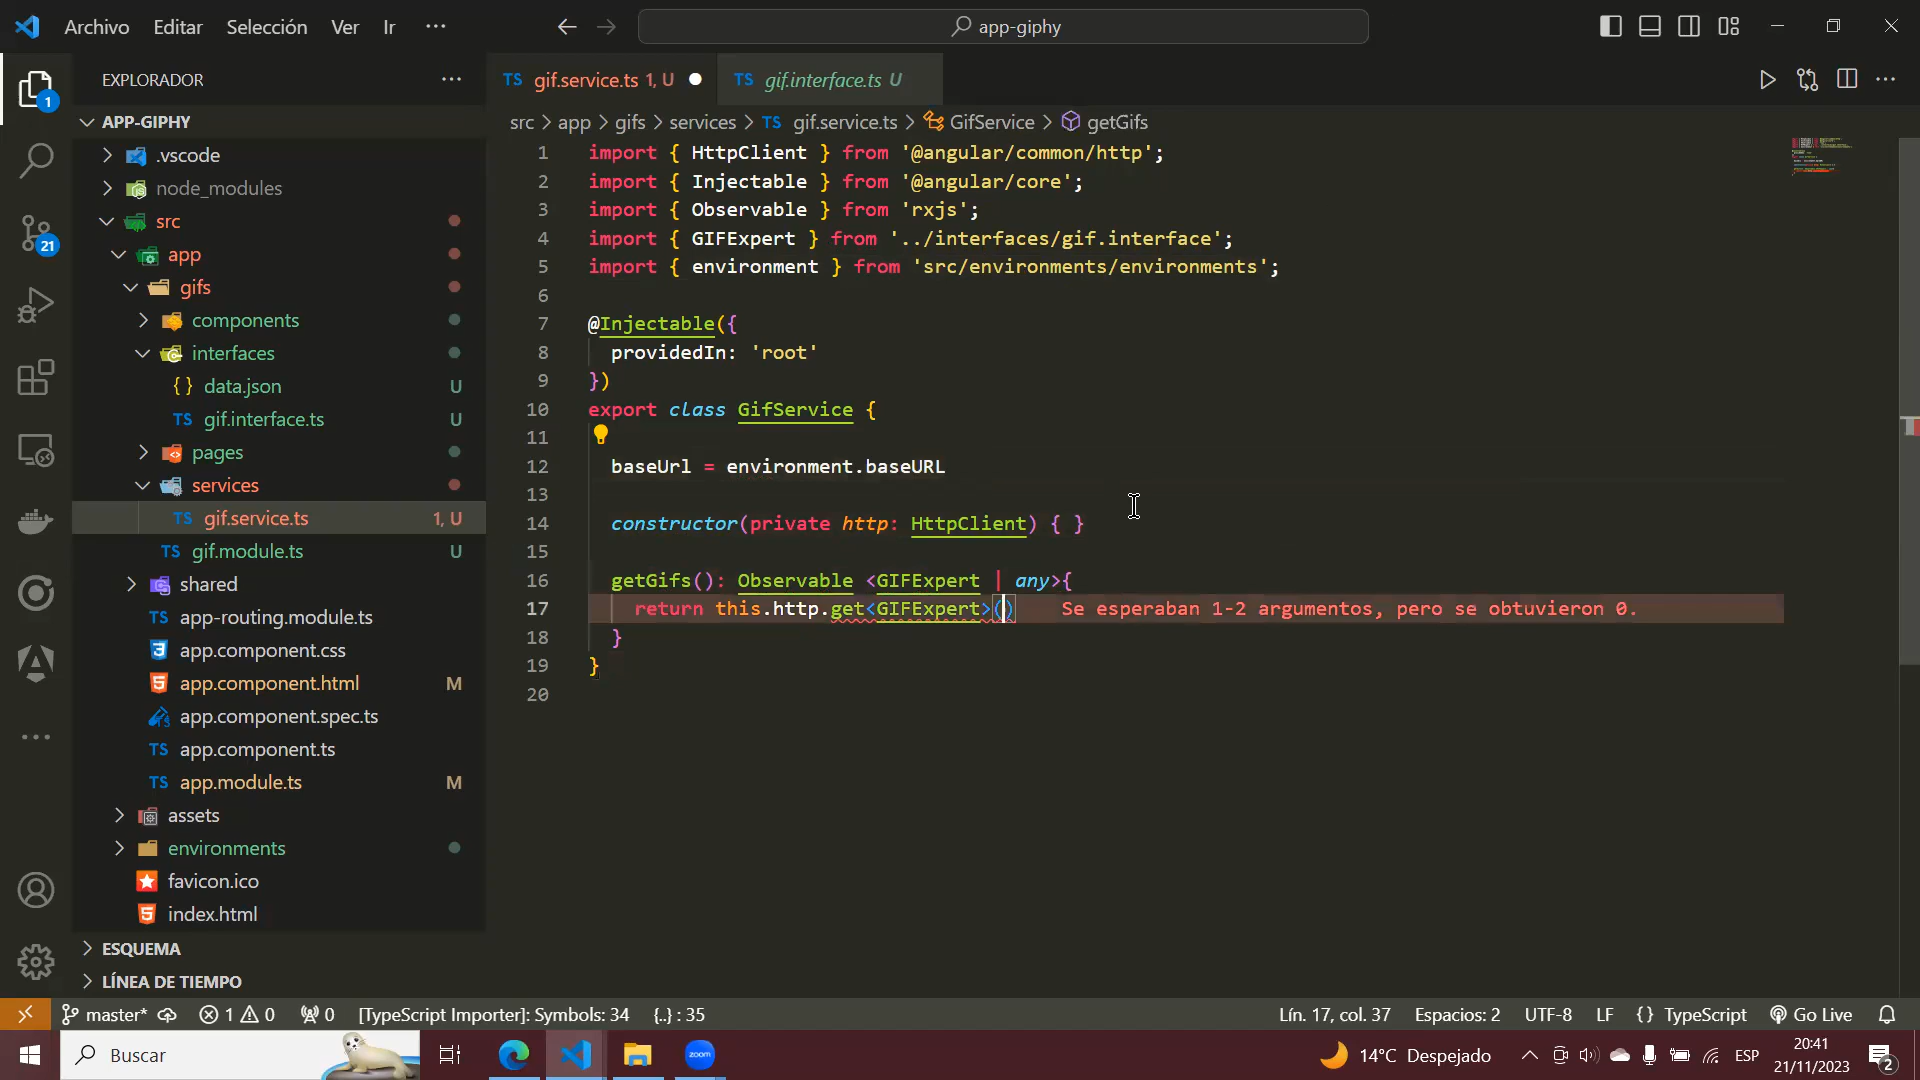 Archivo Editar Selección Ver Ir ··· app-giphy
EXPLORADOR ···
TS gif.service.ts 1, U
TS gif.interface.ts U
APP-GIPHY
.vscode
node_modules
src
app
gifs
components
interfaces
{ } data.json U
TS gif.interface.ts U
pages
services
TS gif.service.ts 1, U
TS gif.module.ts U
shared
TS app-routing.module.ts
app.component.css
app.component.html M
app.component.spec.ts
TS app.component.ts
TS app.module.ts M
assets
environments
favicon.ico
index.html
ESQUEMA
LÍNEA DE TIEMPO
1
21
src > app > gifs > services > TS gif.service.ts > GifService > getGifs
1 import { HttpClient } from '@angular/common/http';
2 import { Injectable } from '@angular/core';
3 import { Observable } from 'rxjs';
4 import { GIFExpert } from '../interfaces/gif.interface';
5 import { environment } from 'src/environments/environments';
6
7 @Injectable({
8 providedIn: 'root'
9 })
10 export class GifService {
11
12 baseUrl = environment.baseURL
13
14 constructor(private http: HttpClient) { }
15
16 getGifs(): Observable <GIFExpert | any>{
17 return this.http.get<GIFExpert>() Se esperaban 1-2 argumentos, pero se obtuvieron 0.
18 }
19 }
20
master* 1 0 0 [TypeScript Importer]: Symbols: 34 {..} : 35 Lín. 17, col. 37 Espacios: 2 UTF-8 LF { } TypeScript Go Live
Buscar zoom 14°C Despejado ESP 20:41
21/11/2023 2